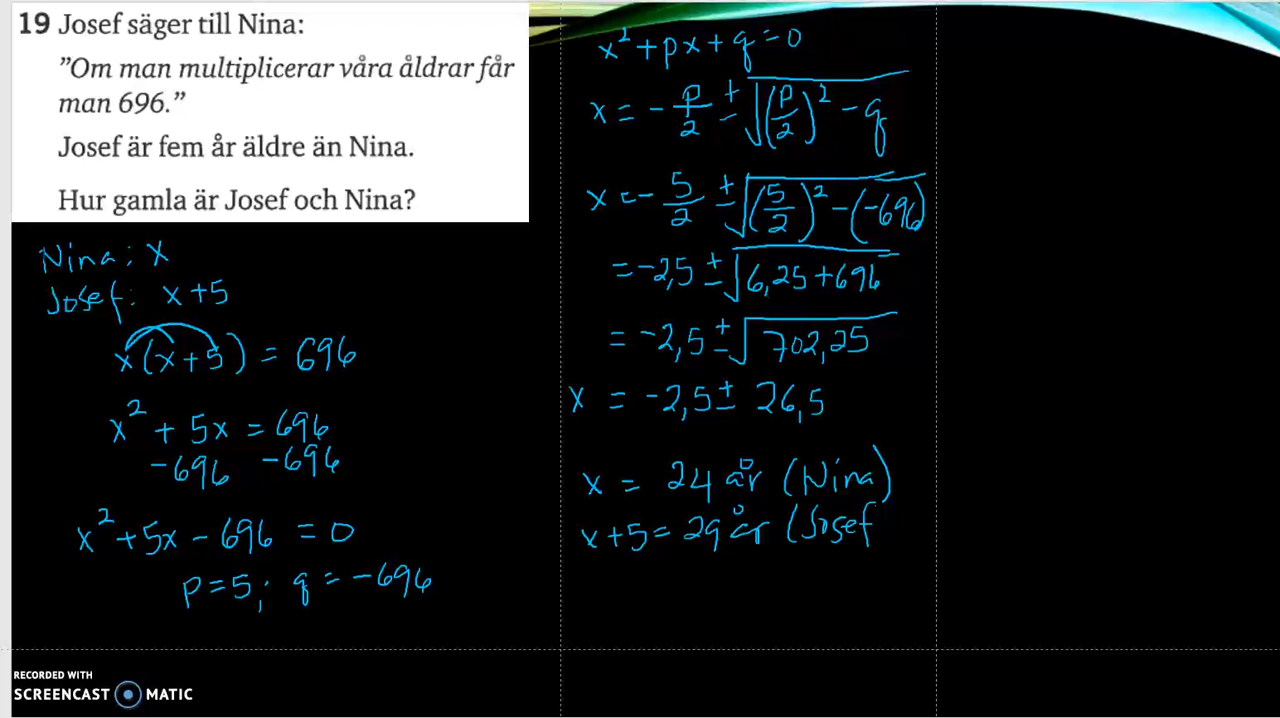 19 Josef säger till Nina:
”Om man multiplicerar våra åldrar får
man 696.”
Josef är fem år äldre än Nina.
Hur gamla är Josef och Nina?
Nina: x
Josef: x+5
x(x+5) = 696
x² + 5x = 696
-696 -696
x² + 5x - 696 = 0
p=5; q = -696
x² + px + q = 0
x = - p/2 ± √((p/2)² - q)
x = - 5/2 ± √((5/2)² - (-696))
= -2,5 ± √(6,25+696)
= -2,5 ± √(702,25)
x = -2,5 ± 26,5
x = 24 år (Nina)
x+5 = 29 år (Josef
RECORDED WITH
SCREENCAST MATIC